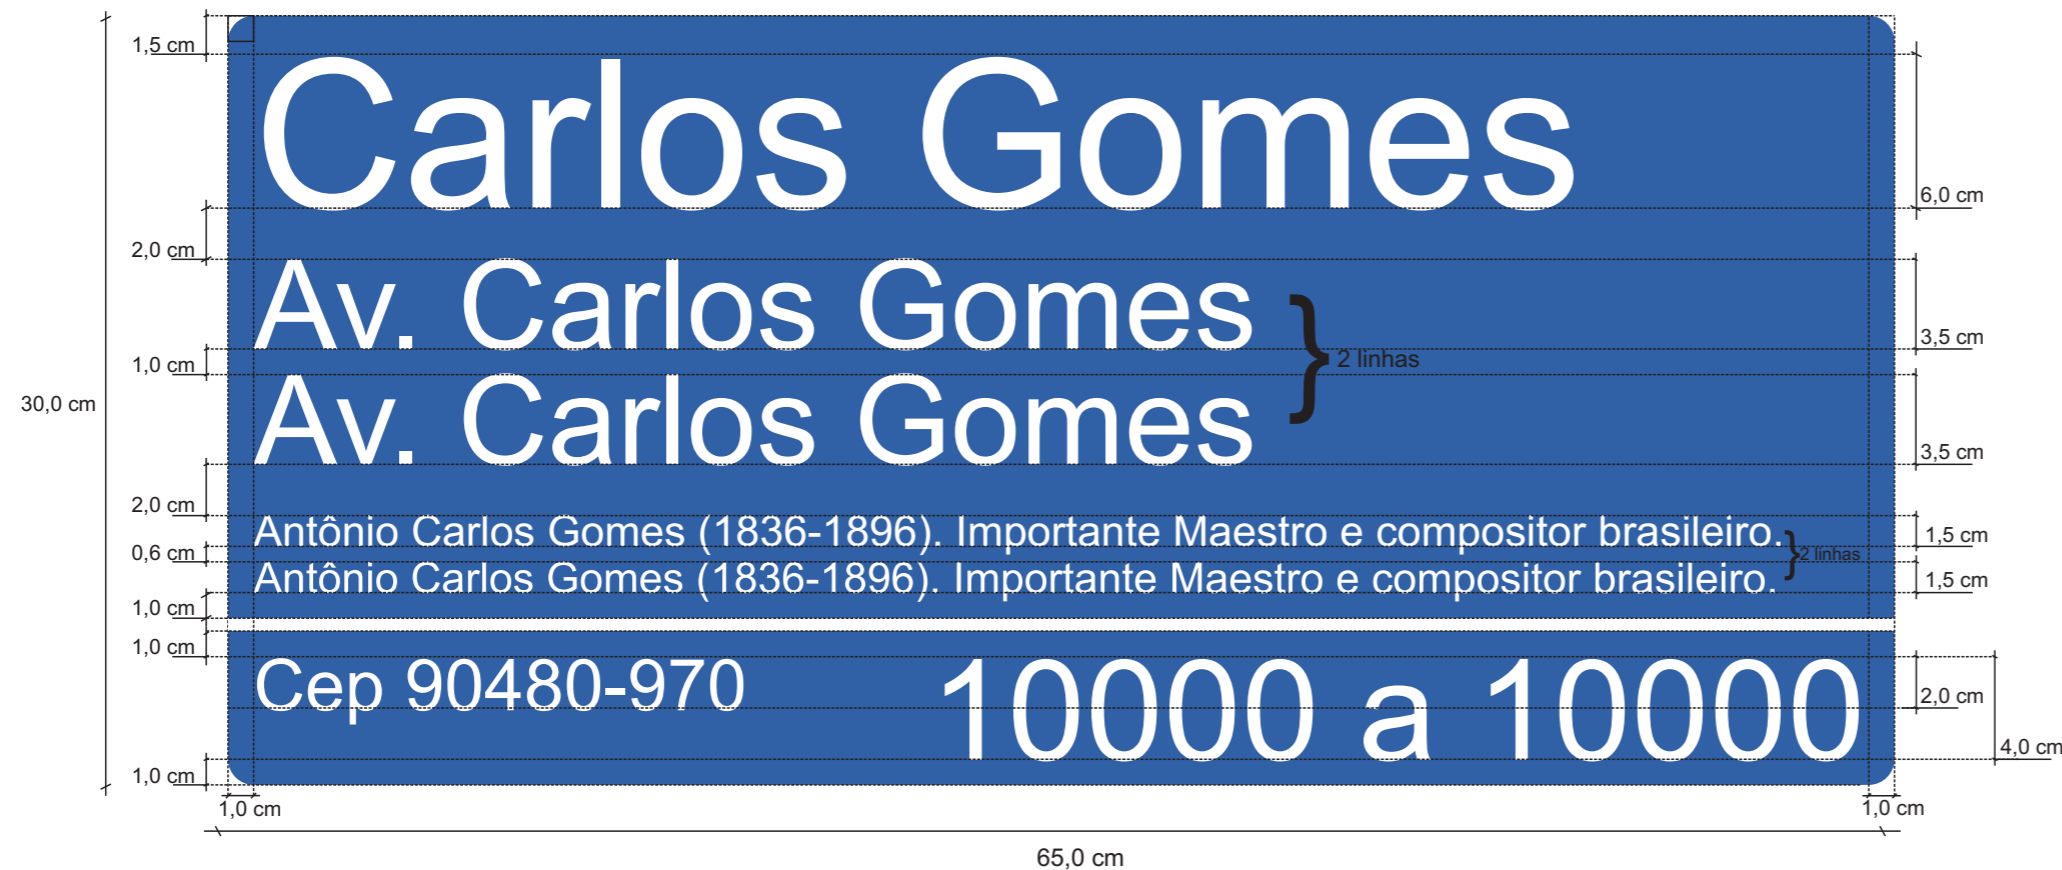 1,5 cm
Carlos Gomes
6,0 cm
2,0 cm
Av. Carlos Gomes
3,5 cm
1,0 cm
2 linhas
30,0 cm
Av. Carlos Gomes
3,5 cm
2,0 cm
Antônio Carlos Gomes (1836-1896). Importante Maestro e compositor brasileiro.
1,5 cm
0,6 cm
2 linhas
Antônio Carlos Gomes (1836-1896). Importante Maestro e compositor brasileiro.
1,5 cm
1,0 cm
1,0 cm
Cep 90480-970
10000 a 10000
2,0 cm
4,0 cm
1,0 cm
1,0 cm
1,0 cm
65,0 cm